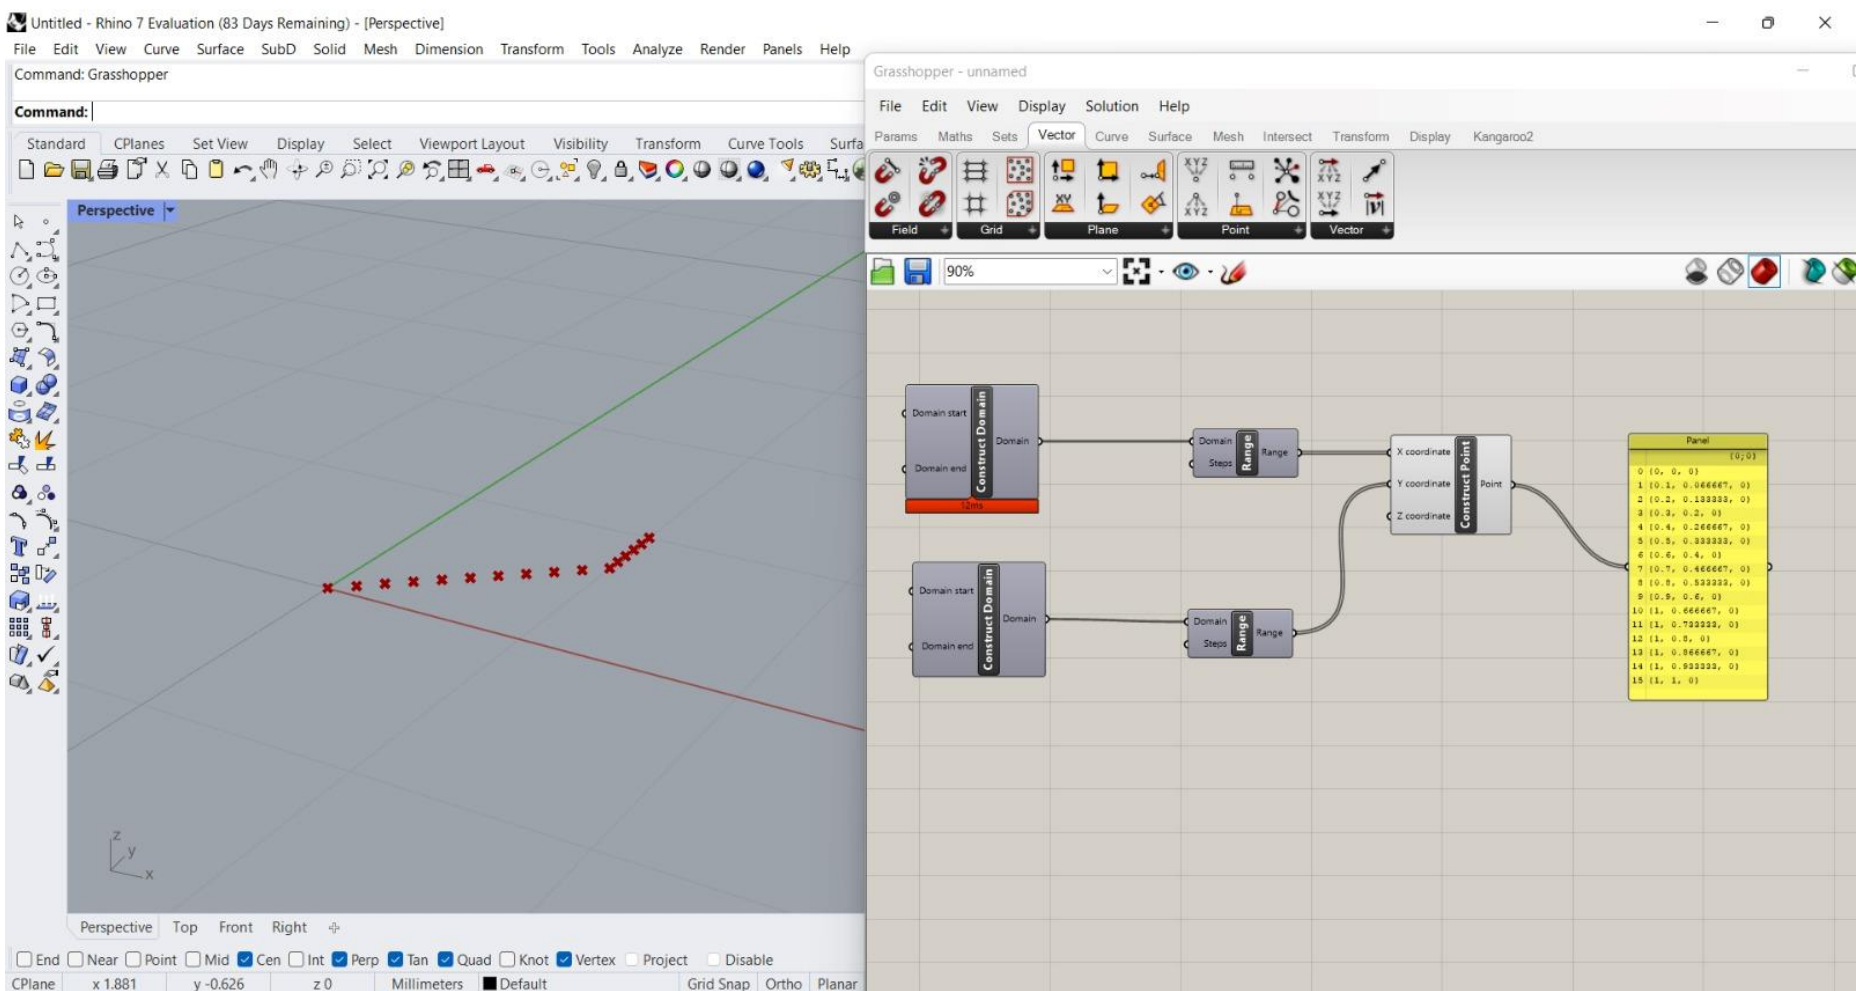 Untitled - Rhino 7 Evaluation (83 Days Remaining) - [Perspective]
File Edit View Curve Surface SubD Solid Mesh Dimension Transform Tools Analyze Render Panels Help
Command: Grasshopper
Command:
Standard CPlanes Set View Display Select Viewport Layout Visibility Transform Curve Tools Surfa
Perspective
z
y
x
Perspective Top Front Right
End Near Point Mid Cen Int Perp Tan Quad Knot Vertex Project Disable
CPlane x 1.881 y -0.626 z 0 Millimeters Default Grid Snap Ortho Planar
Grasshopper - unnamed
File Edit View Display Solution Help
Params Maths Sets Vector Curve Surface Mesh Intersect Transform Display Kangaroo2
Field Grid Plane Point Vector
90%
Domain start
Domain end
Construct Domain
Domain
12ms
Domain
Steps
Range
Range
X coordinate
Y coordinate
Z coordinate
Construct Point
Point
Domain start
Domain end
Construct Domain
Domain
Domain
Steps
Range
Range
Panel
{0;0}
0 {0, 0, 0}
1 {0.1, 0.066667, 0}
2 {0.2, 0.133333, 0}
3 {0.3, 0.2, 0}
4 {0.4, 0.266667, 0}
5 {0.5, 0.333333, 0}
6 {0.6, 0.4, 0}
7 {0.7, 0.466667, 0}
8 {0.8, 0.533333, 0}
9 {0.9, 0.6, 0}
10 {1, 0.666667, 0}
11 {1, 0.733333, 0}
12 {1, 0.8, 0}
13 {1, 0.866667, 0}
14 {1, 0.933333, 0}
15 {1, 1, 0}